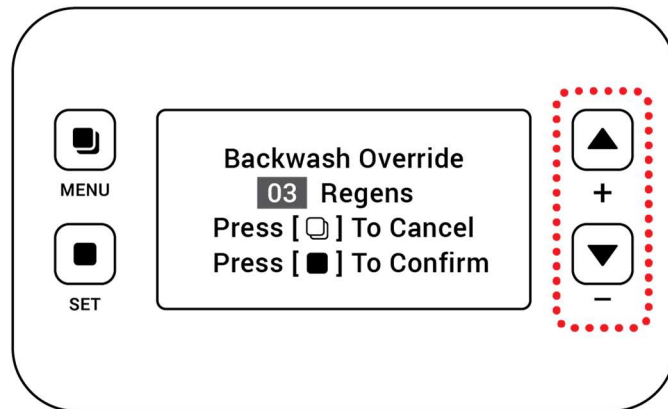 MENU
SET
Backwash Override
03 Regens
Press [ ] To Cancel
Press [ ] To Confirm
+
−